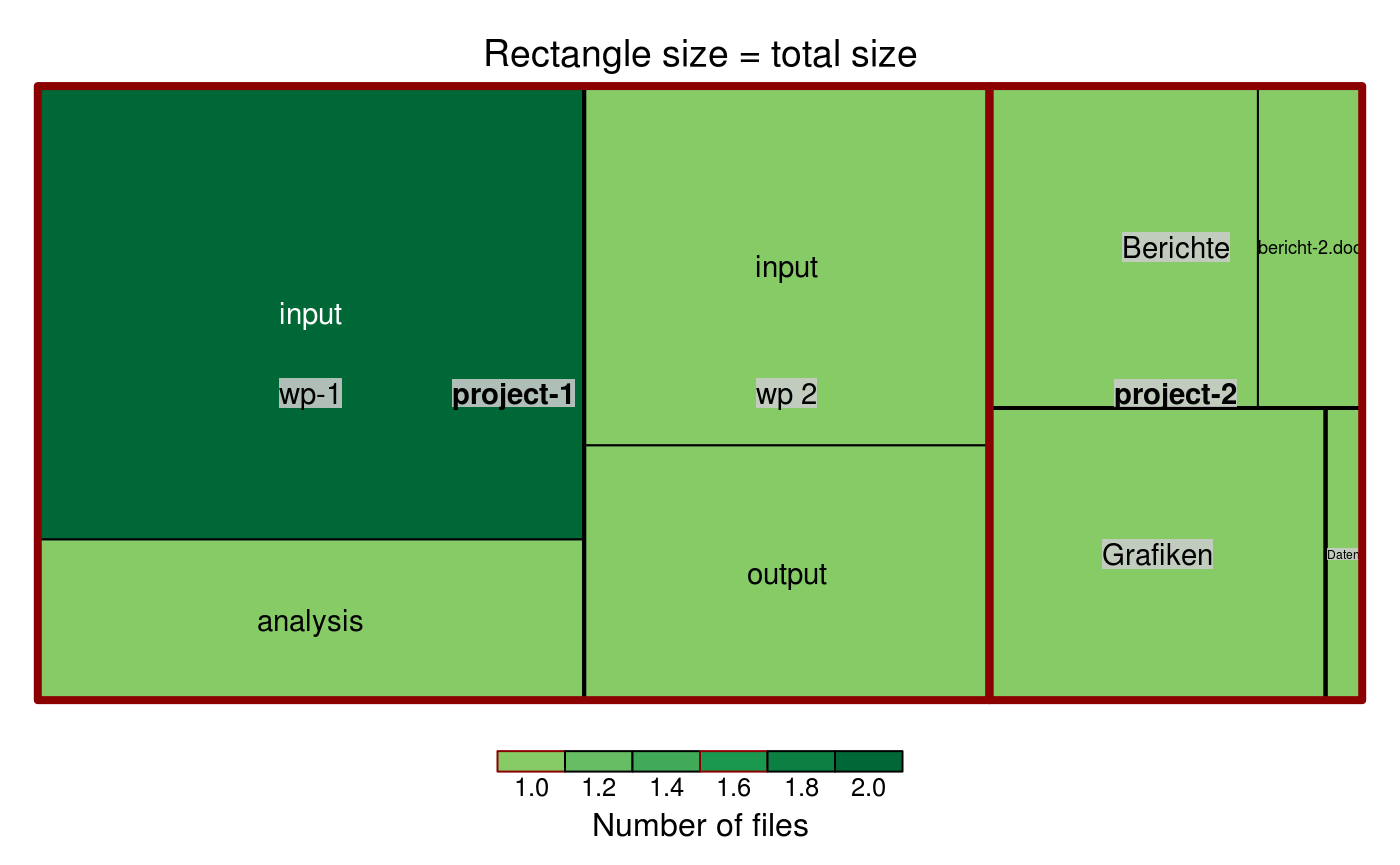 Rectangle size = total size
input
wp-1
project-1
analysis
input
wp 2
output
Berichte
bericht-2.doc
project-2
Grafiken
Daten
1.0 1.2 1.4 1.6 1.8 2.0
Number of files